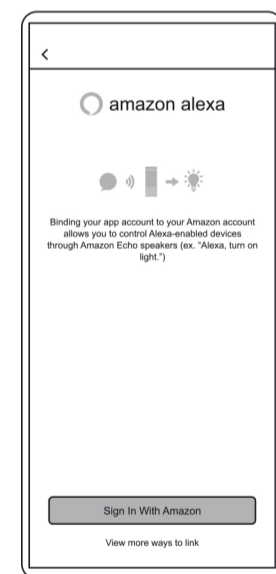 amazon alexa
Binding your app account to your Amazon account
allows you to control Alexa-enabled devices
through Amazon Echo speakers (ex. "Alexa, turn on
light.")
Sign In With Amazon
View more ways to link